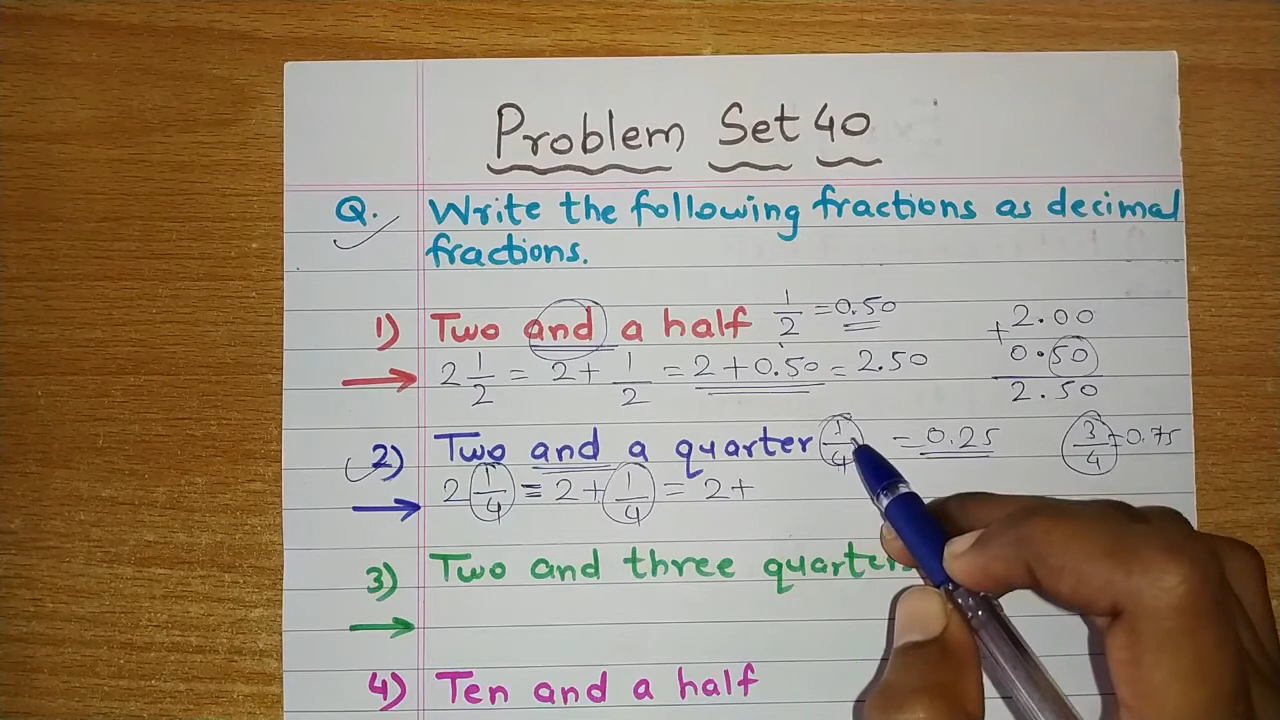 Problem Set 40
Q. Write the following fractions as decimal
fractions.
1) Two and a half 1/2 = 0.50
2 1/2 = 2 + 1/2 = 2 + 0.50 = 2.50
2.00
+ 0.50
2.50
2) Two and a quarter 1/4 = 0.25 3/4 = 0.75
2 1/4 = 2 + 1/4 = 2 +
3) Two and three quarters
4) Ten and a half